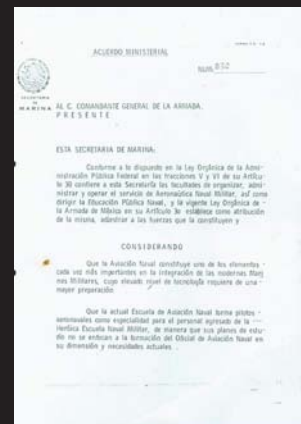 ACUERDO MINISTERIAL
NUM. 892
SECRETARIA
DE
MARINA
AL C. COMANDANTE GENERAL DE LA ARMADA.
P R E S E N T E
ESTA SECRETARIA DE MARINA:
Conforme a lo dispuesto en la Ley Orgánica de la Admi-
nistración Pública Federal en las fracciones V y VI de su Artícu-
lo 30 confiere a esta Secretaría las facultades de organizar, admi-
nistrar y operar el servicio de Aeronaútica Naval Militar, así como
dirigir la Educación Pública Naval, y la vigente Ley Orgánica de -
la Armada de México en su Artículo 3o establece como atribución
de la misma, adiestrar a las fuerzas que la constituyen y
CONSIDERANDO
Que la Aviación Naval constituye uno de los elementos -
cada vez más importantes en la integración de las modernas Mari
nas Militares, cuyo elevado nivel de tecnología requiere de una -
mayor preparación.
Que la actual Escuela de Aviación Naval forma pilotos -
aeronavales como especialidad para el personal egresado de la ---
Heróica Escuela Naval Militar, de manera que sus planes de estu-
dio no se enfocan a la formación del Oficial de Aviación Naval en
su dimensión y necesidades actuales.